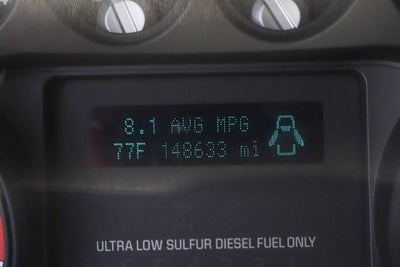 8.1 AVG MPG
77F 148633 mi
ULTRA LOW SULFUR DIESEL FUEL ONLY